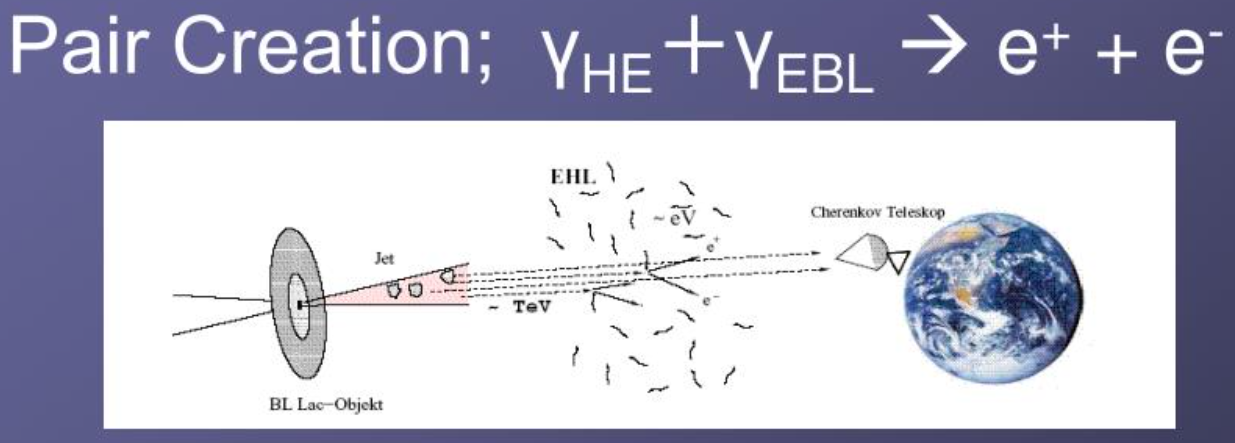 Pair Creation; γHE+γEBL → e+ + e-
EHL
~ eV
Cherenkov Teleskop
Jet
e+
e-
~ TeV
BL Lac-Objekt